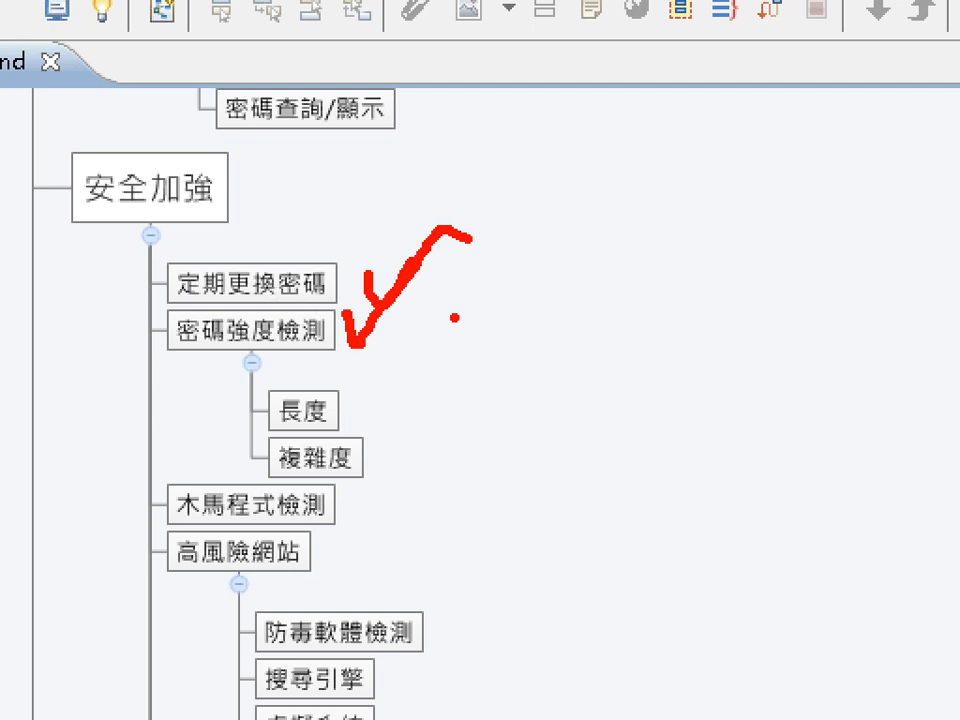 nd
密碼查詢/顯示
安全加強
定期更換密碼
密碼強度檢測
長度
複雜度
木馬程式檢測
高風險網站
防毒軟體檢測
搜尋引擎